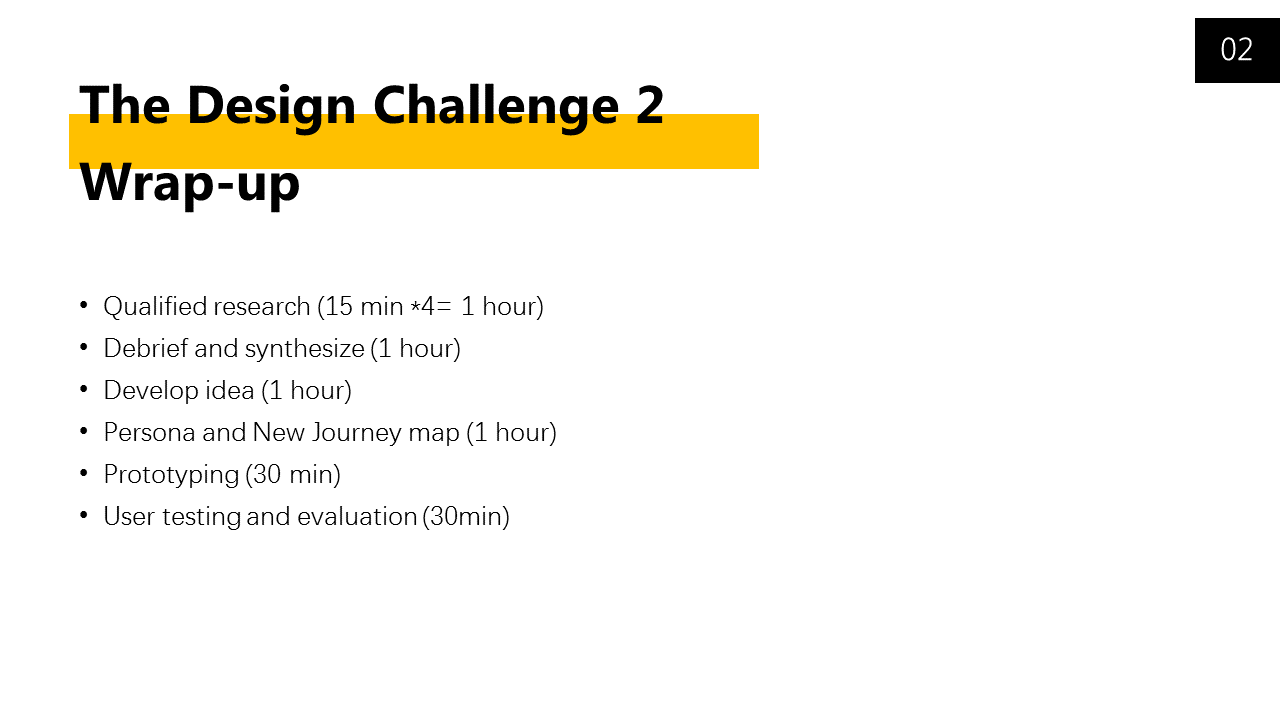 02
The Design Challenge 2
Wrap-up
• Qualified research (15 min *4= 1 hour)
• Debrief and synthesize (1 hour)
• Develop idea (1 hour)
• Persona and New Journey map (1 hour)
• Prototyping (30 min)
• User testing and evaluation (30min)